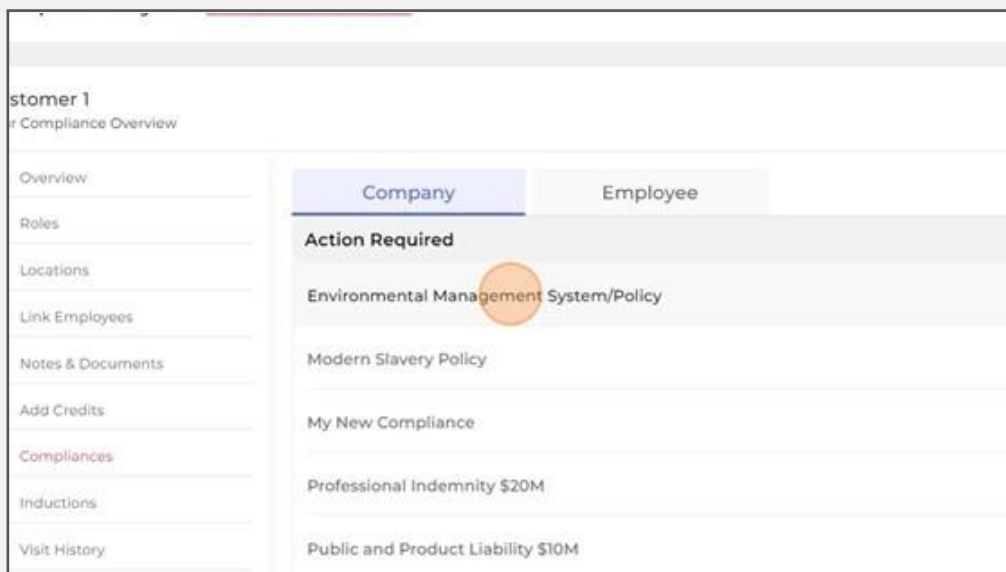 stomer 1
r Compliance Overview
Overview
Roles
Locations
Link Employees
Notes & Documents
Add Credits
Compliances
Inductions
Visit History
Company
Employee
Action Required
Environmental Management System/Policy
Modern Slavery Policy
My New Compliance
Professional Indemnity $20M
Public and Product Liability $10M